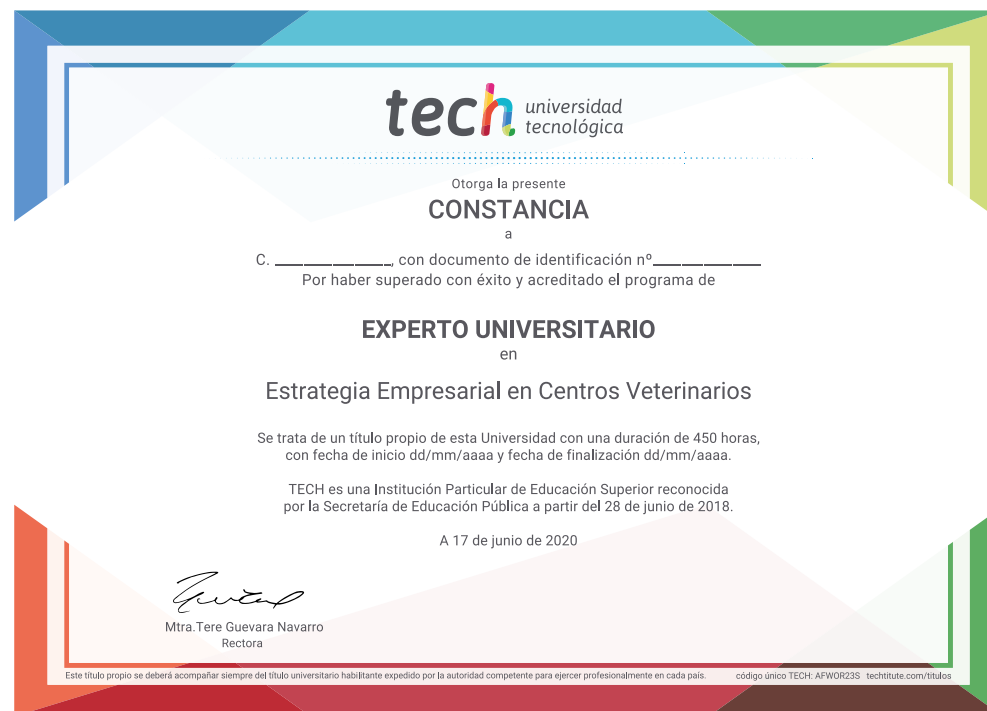 tech universidad
tecnológica
Otorga la presente
CONSTANCIA
a
C. ______________, con documento de identificación nº______________
Por haber superado con éxito y acreditado el programa de
EXPERTO UNIVERSITARIO
en
Estrategia Empresarial en Centros Veterinarios
Se trata de un título propio de esta Universidad con una duración de 450 horas,
con fecha de inicio dd/mm/aaaa y fecha de finalización dd/mm/aaaa.
TECH es una Institución Particular de Educación Superior reconocida
por la Secretaría de Educación Pública a partir del 28 de junio de 2018.
A 17 de junio de 2020
Mtra.Tere Guevara Navarro
Rectora
Este título propio se deberá acompañar siempre del título universitario habilitante expedido por la autoridad competente para ejercer profesionalmente en cada país. código único TECH: AFWOR23S techtitute.com/titulos